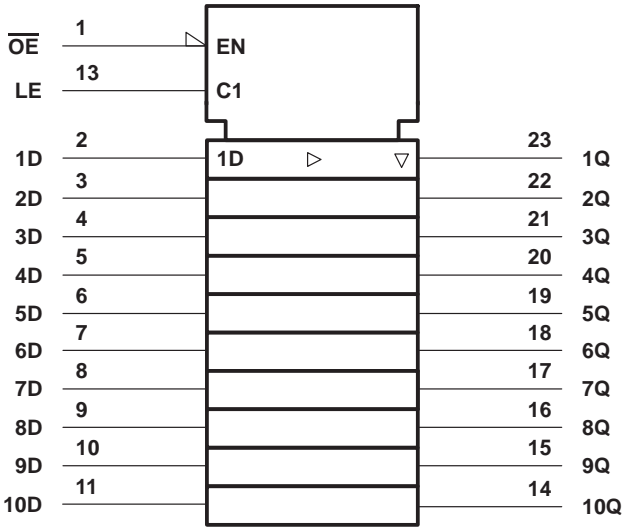 O̅E̅ 1 EN
LE 13 C1
1D 2 1D 23 1Q
2D 3 22 2Q
3D 4 21 3Q
4D 5 20 4Q
5D 6 19 5Q
6D 7 18 6Q
7D 8 17 7Q
8D 9 16 8Q
9D 10 15 9Q
10D 11 14 10Q